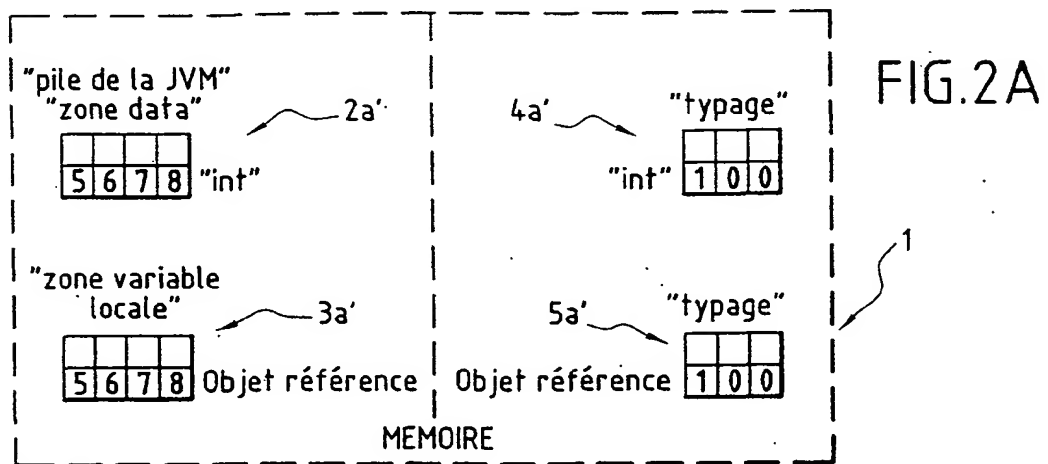 FIG.2A
"pile de la JVM"
"zone data"
2a'
5 6 7 8 "int"
4a'
"typage"
"int" 1 0 0
1
"zone variable
locale"
3a'
5 6 7 8 Objet référence
5a'
"typage"
Objet référence 1 0 0
MEMOIRE